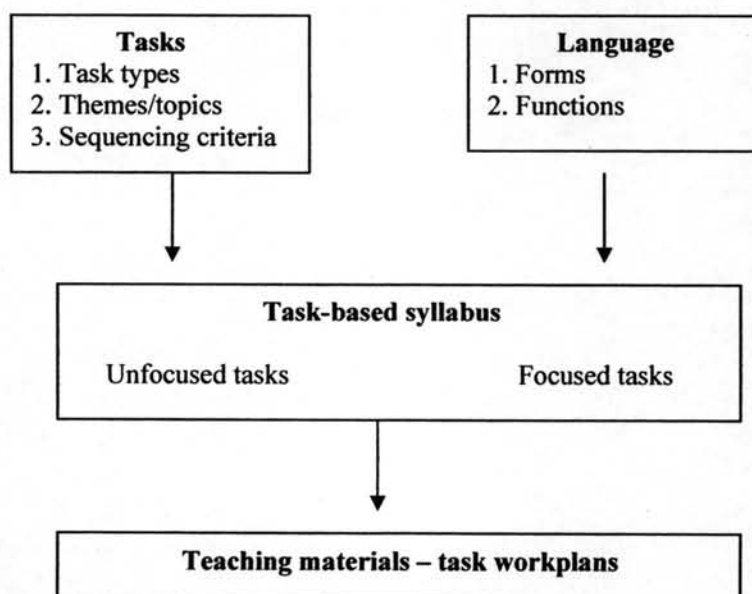 Tasks
1. Task types
2. Themes/topics
3. Sequencing criteria
Language
1. Forms
2. Functions
Task-based syllabus
Unfocused tasks Focused tasks
Teaching materials – task workplans